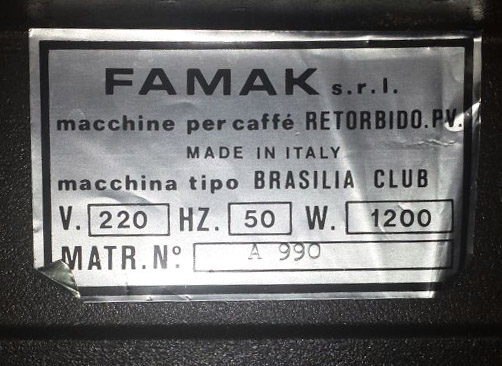 FAMAK s.r.l.
macchine per caffé RETORBIDO.PV.
MADE IN ITALY
macchina tipo BRASILIA CLUB
V. 220 HZ. 50 W. 1200
MATR.Nº A 990